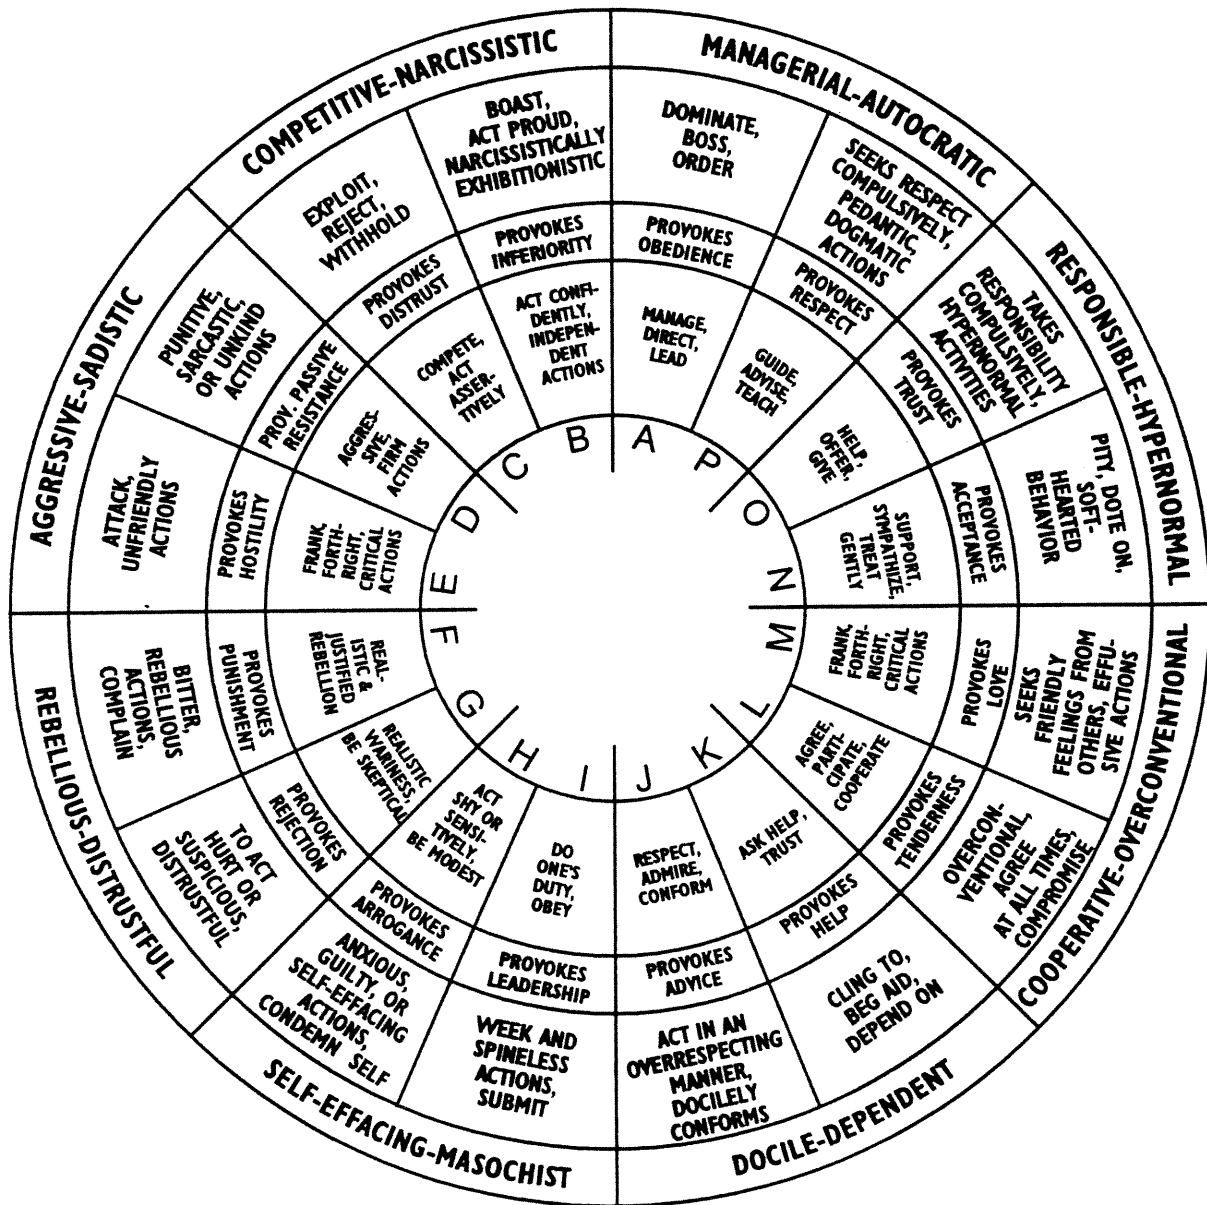 COMPETITIVE-NARCISSISTIC
MANAGERIAL-AUTOCRATIC
RESPONSIBLE-HYPERNORMAL
COOPERATIVE-OVERCONVENTIONAL
DOCILE-DEPENDENT
SELF-EFFACING-MASOCHIST
REBELLIOUS-DISTRUSTFUL
AGGRESSIVE-SADISTIC
DOMINATE,
BOSS,
ORDER
PROVOKES
OBEDIENCE
MANAGE,
DIRECT,
LEAD
A
SEEKS RESPECT
COMPULSIVELY,
PEDANTIC,
DOGMATIC
ACTIONS
PROVOKES
RESPECT
GUIDE,
ADVISE,
TEACH
P
TAKES
RESPONSIBILITY
COMPULSIVELY,
HYPERNORMAL
ACTIVITIES
PROVOKES
TRUST
HELP,
OFFER,
GIVE
O
PITY, DOTE ON,
SOFT-
HEARTED
BEHAVIOR
PROVOKES
ACCEPTANCE
SUPPORT,
SYMPATHIZE,
TREAT
GENTLY
N
SEEKS
FRIENDLY
FEELINGS FROM
OTHERS, EFFU-
SIVE ACTIONS
PROVOKES
LOVE
FRANK,
FORTH-
RIGHT,
CRITICAL
ACTIONS
M
OVERCON-
VENTIONAL,
AGREE
AT ALL TIMES,
COMPROMISE
PROVOKES
TENDERNESS
AGREE,
PARTI-
CIPATE,
COOPERATE
L
CLING TO,
BEG AID,
DEPEND ON
PROVOKES
HELP
ASK HELP,
TRUST
K
ACT IN AN
OVERRESPECTING
MANNER,
DOCILELY
CONFORMS
PROVOKES
ADVICE
RESPECT,
ADMIRE,
CONFORM
J
WEEK AND
SPINELESS
ACTIONS,
SUBMIT
PROVOKES
LEADERSHIP
DO
ONE'S
DUTY,
OBEY
I
ANXIOUS,
GUILTY, OR
SELF-EFFACING
ACTIONS,
CONDEMN SELF
PROVOKES
ARROGANCE
ACT
SHY OR
SENSI-
TIVELY,
BE MODEST
H
TO ACT
HURT OR
SUSPICIOUS,
DISTRUSTFUL
PROVOKES
REJECTION
REALISTIC
WARINESS,
BE SKEPTICAL
G
BITTER,
REBELLIOUS
ACTIONS,
COMPLAIN
PROVOKES
PUNISHMENT
REAL-
ISTIC &
JUSTIFIED
REBELLION
F
ATTACK,
UNFRIENDLY
ACTIONS
PROVOKES
HOSTILITY
FRANK,
FORTH-
RIGHT,
CRITICAL
ACTIONS
E
PUNITIVE,
SARCASTIC,
OR UNKIND
ACTIONS
PROV. PASSIVE
RESISTANCE
AGGRES-
SIVE,
FIRM
ACTIONS
D
EXPLOIT,
REJECT,
WITHHOLD
PROVOKES
DISTRUST
COMPETE,
ACT
ASSER-
TIVELY
C
BOAST,
ACT PROUD,
NARCISSISTICALLY
EXHIBITIONISTIC
PROVOKES
INFERIORITY
ACT CONFI-
DENTLY,
INDEPEN-
DENT
ACTIONS
B